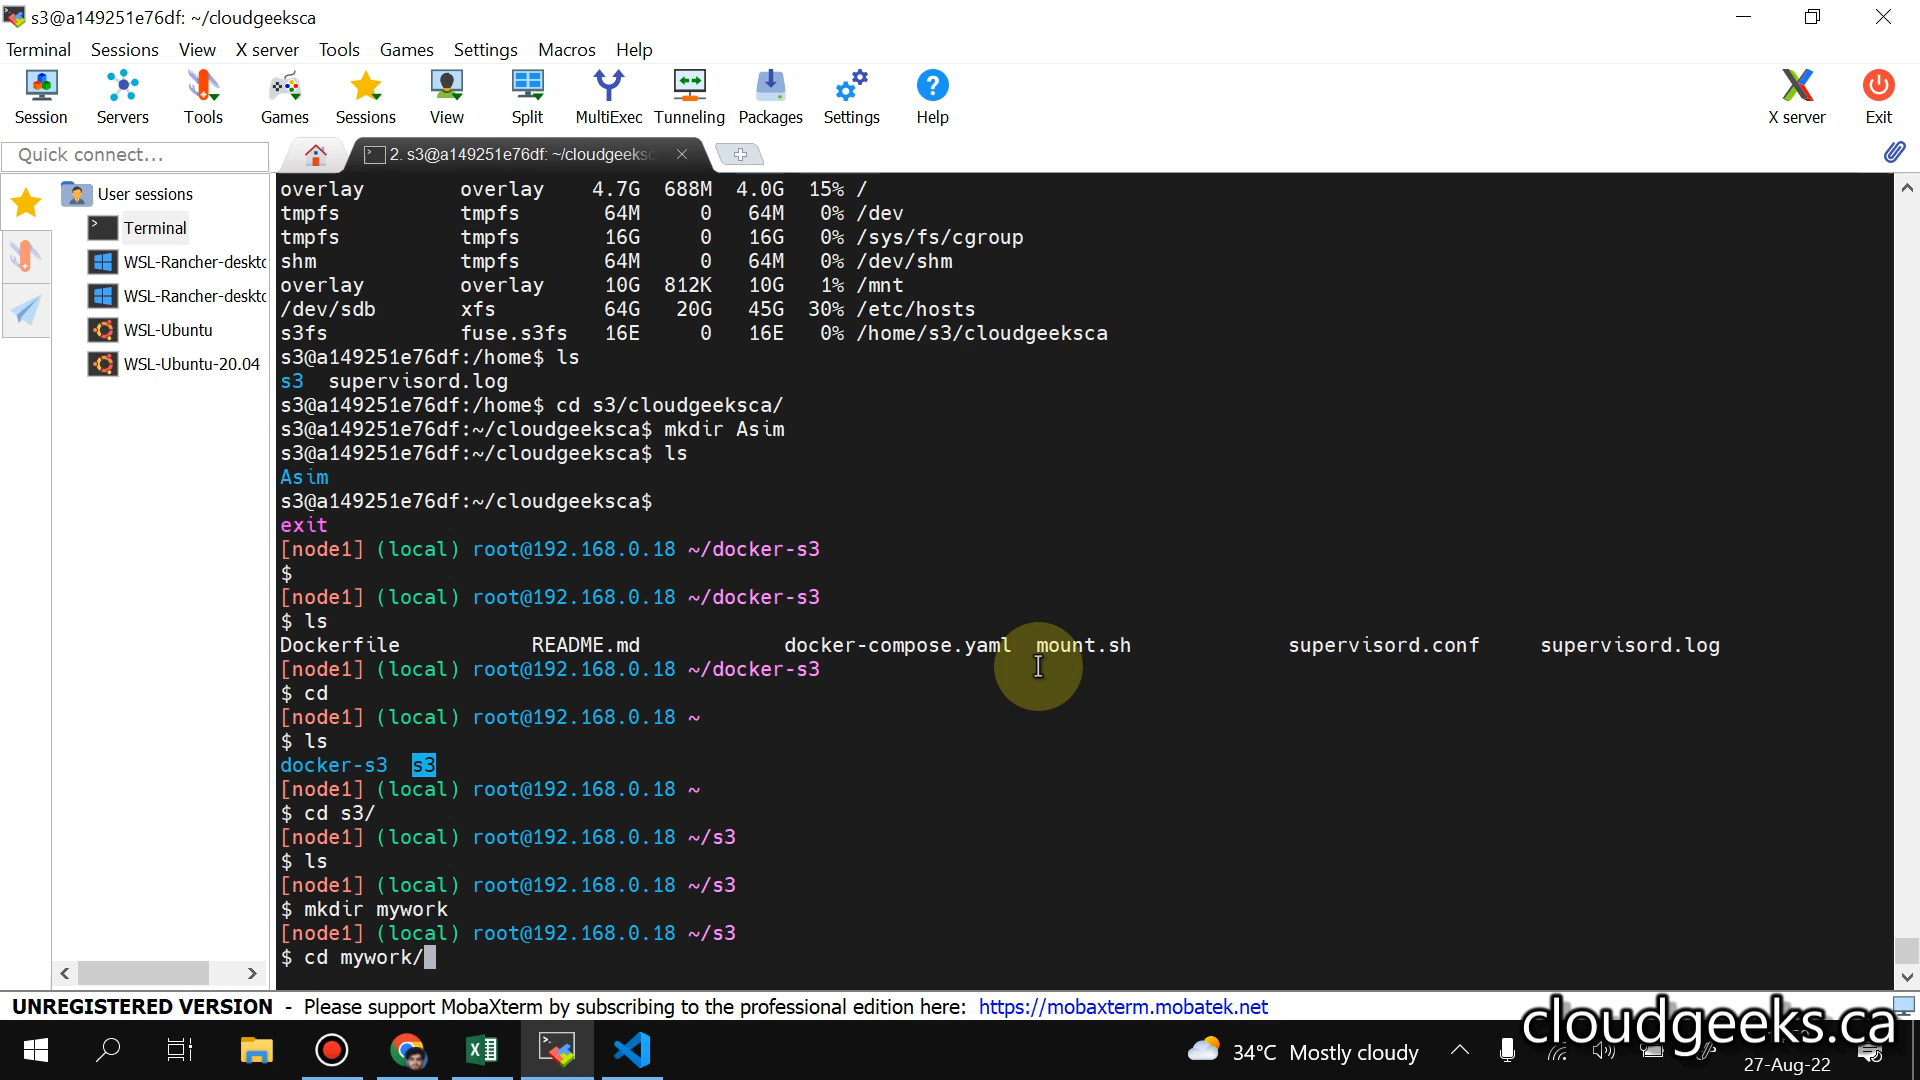 s3@a149251e76df: ~/cloudgeeksca
Terminal Sessions View X server Tools Games Settings Macros Help
Session Servers Tools Games Sessions View Split MultiExec Tunneling Packages Settings Help X server Exit
Quick connect...
2. s3@a149251e76df: ~/cloudgeeksc
User sessions
Terminal
WSL-Rancher-deskto
WSL-Rancher-deskto
WSL-Ubuntu
WSL-Ubuntu-20.04
overlay overlay 4.7G 688M 4.0G 15% /
tmpfs tmpfs 64M 0 64M 0% /dev
tmpfs tmpfs 16G 0 16G 0% /sys/fs/cgroup
shm tmpfs 64M 0 64M 0% /dev/shm
overlay overlay 10G 812K 10G 1% /mnt
/dev/sdb xfs 64G 20G 45G 30% /etc/hosts
s3fs fuse.s3fs 16E 0 16E 0% /home/s3/cloudgeeksca
s3@a149251e76df:/home$ ls
s3 supervisord.log
s3@a149251e76df:/home$ cd s3/cloudgeeksca/
s3@a149251e76df:~/cloudgeeksca$ mkdir Asim
s3@a149251e76df:~/cloudgeeksca$ ls
Asim
s3@a149251e76df:~/cloudgeeksca$
exit
[node1] (local) root@192.168.0.18 ~/docker-s3
$
[node1] (local) root@192.168.0.18 ~/docker-s3
$ ls
Dockerfile README.md docker-compose.yaml mount.sh supervisord.conf supervisord.log
[node1] (local) root@192.168.0.18 ~/docker-s3
$ cd
[node1] (local) root@192.168.0.18 ~
$ ls
docker-s3 s3
[node1] (local) root@192.168.0.18 ~
$ cd s3/
[node1] (local) root@192.168.0.18 ~/s3
$ ls
[node1] (local) root@192.168.0.18 ~/s3
$ mkdir mywork
[node1] (local) root@192.168.0.18 ~/s3
$ cd mywork/
UNREGISTERED VERSION - Please support MobaXterm by subscribing to the professional edition here: https://mobaxterm.mobatek.net
cloudgeeks.ca
34°C Mostly cloudy
27-Aug-22